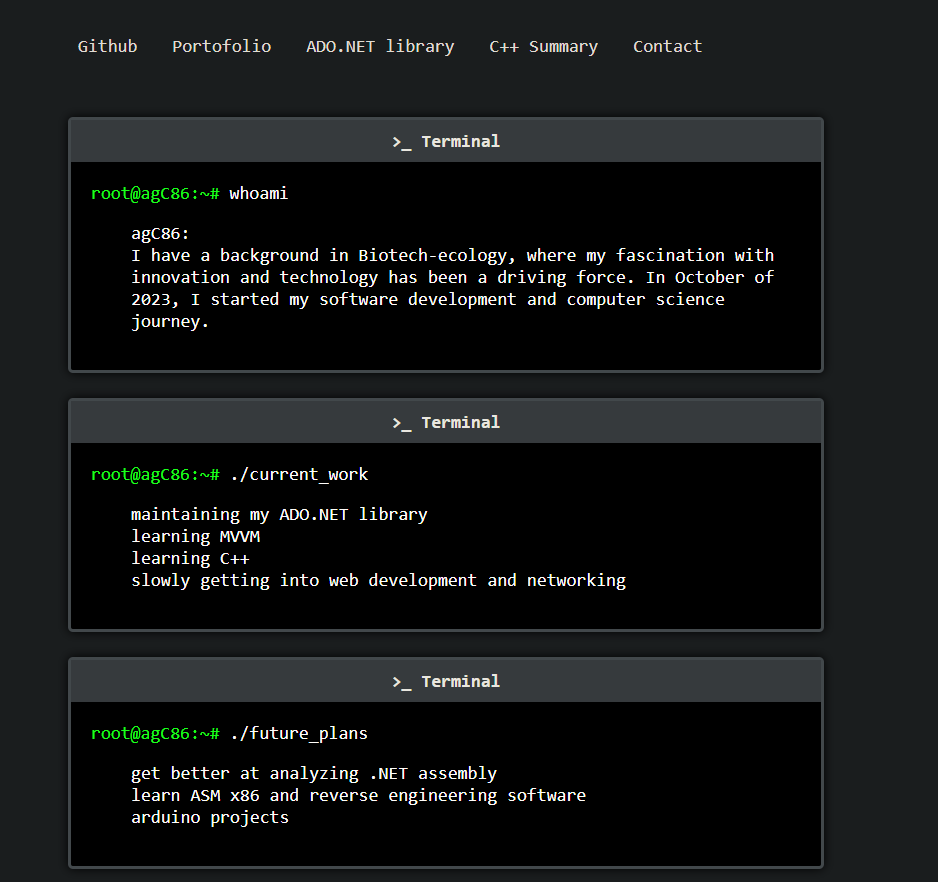 Github Portofolio ADO.NET library C++ Summary Contact
>_ Terminal
root@agC86:~# whoami
agC86:
I have a background in Biotech-ecology, where my fascination with
innovation and technology has been a driving force. In October of
2023, I started my software development and computer science
journey.
>_ Terminal
root@agC86:~# ./current_work
maintaining my ADO.NET library
learning MVVM
learning C++
slowly getting into web development and networking
>_ Terminal
root@agC86:~# ./future_plans
get better at analyzing .NET assembly
learn ASM x86 and reverse engineering software
arduino projects